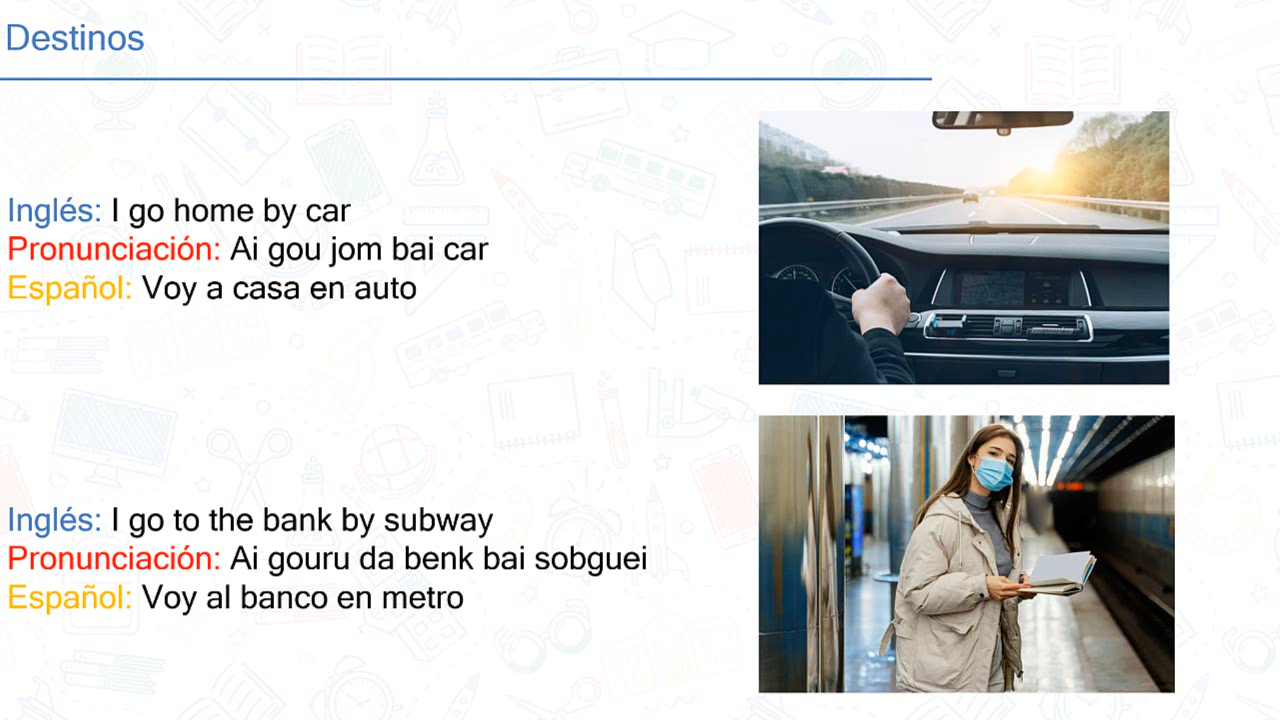 Destinos
Inglés: I go home by car
Pronunciación: Ai gou jom bai car
Español: Voy a casa en auto
Inglés: I go to the bank by subway
Pronunciación: Ai gouru da benk bai sobguei
Español: Voy al banco en metro